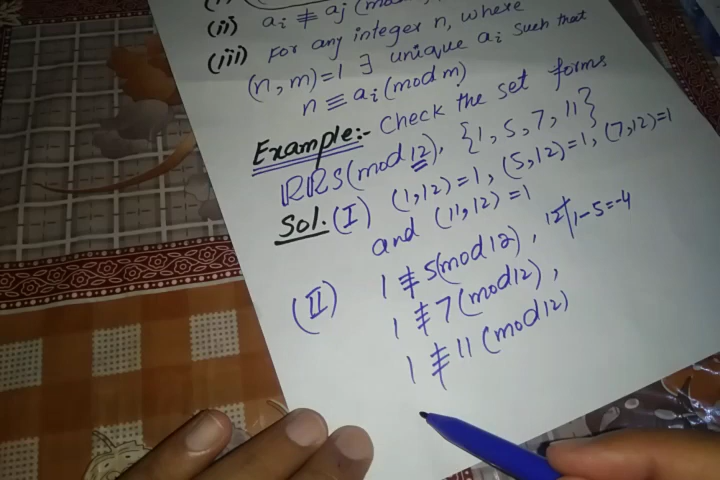 (ii) ai ≢ aj (mod
(iii) For any integer n, where
(n, m)=1 ∃ unique ai such that
n ≡ ai (mod m)
Example:- Check the set forms
RRS(mod 12), {1, 5, 7, 11}
Sol. (I) (1,12)=1, (5,12)=1, (7,12)=1
and (11,12)=1
(II) 1 ≢ 5(mod 12), 12∤1-5=-4
1 ≢ 7(mod 12),
1 ≢ 11 (mod 12)